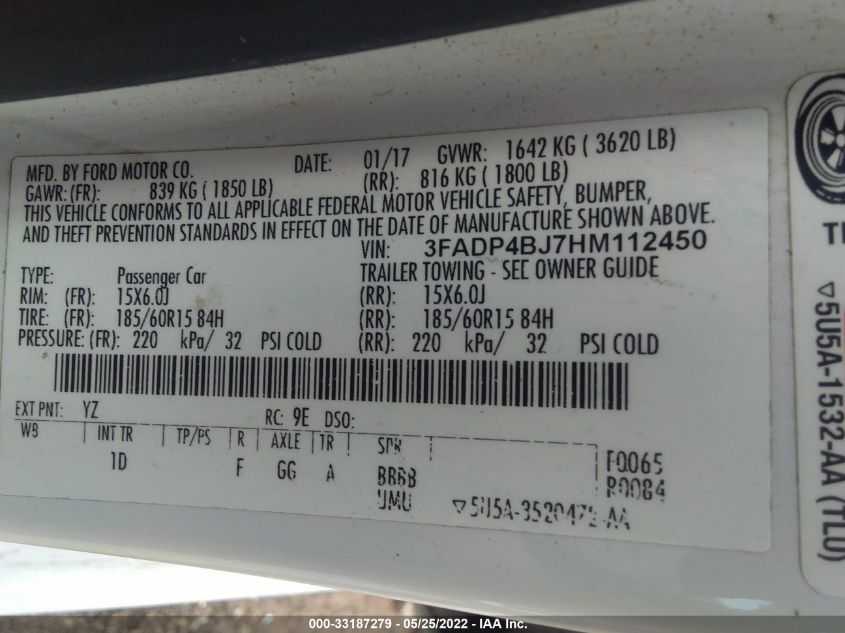 MFD. BY FORD MOTOR CO. DATE: 01/17 GVWR: 1642 KG ( 3620 LB)
GAWR:(FR): 839 KG ( 1850 LB) (RR): 816 KG ( 1800 LB)
THIS VEHICLE CONFORMS TO ALL APPLICABLE FEDERAL MOTOR VEHICLE SAFETY, BUMPER,
AND THEFT PREVENTION STANDARDS IN EFFECT ON THE DATE OF MANUFACTURE SHOWN ABOVE.
VIN: 3FADP4BJ7HM112450
TYPE: Passenger Car TRAILER TOWING - SEE OWNER GUIDE
RIM: (FR): 15X6.0J (RR): 15X6.0J
TIRE: (FR): 185/60R15 84H (RR): 185/60R15 84H
PRESSURE: (FR): 220 kPa/ 32 PSI COLD (RR): 220 kPa/ 32 PSI COLD
EXT PNT: YZ RC: 9E DSO:
WB INT TR TP/PS R AXLE TR SPR
1D F GG A BBBB F0065
UMU R0084
▽5U5A-3520472-AA
▽5U5A-1532-AA (TLU)
000-33187279 - 05/25/2022 - IAA Inc.